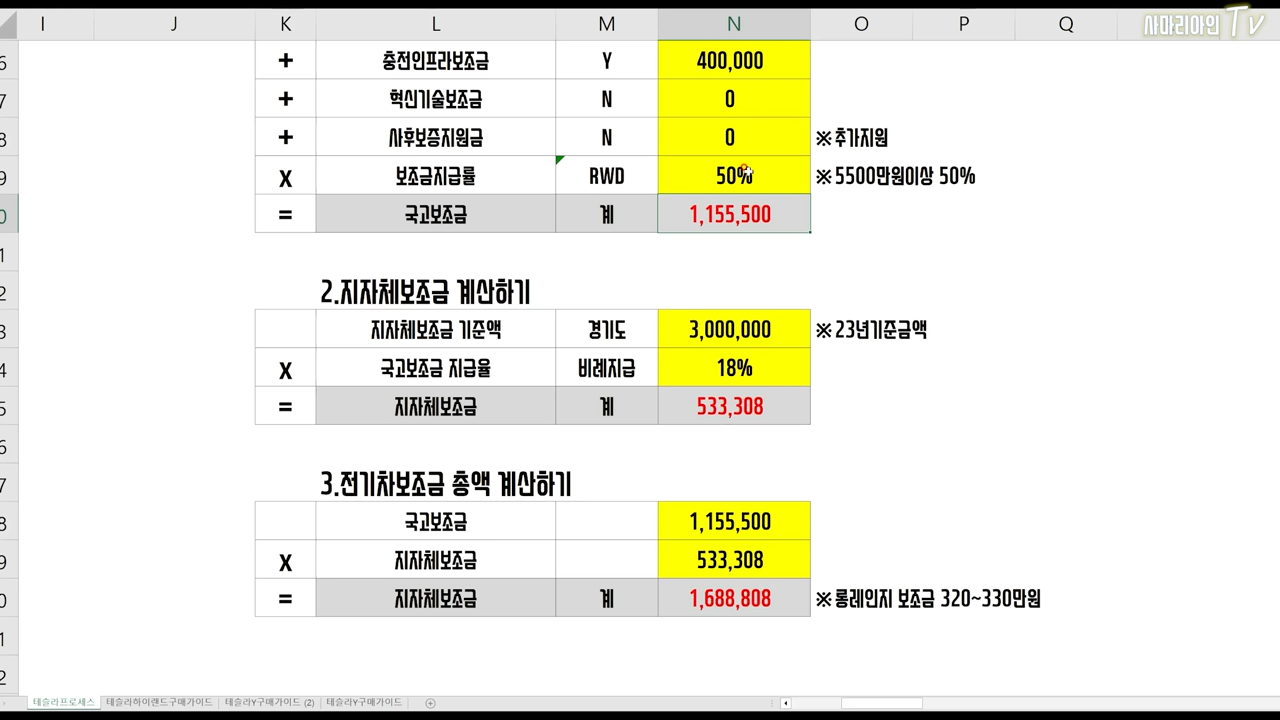 I J K L M N O P Q
사마리아인 Tv
6 + 충전인프라보조금 Y 400,000
7 + 혁신기술보조금 N 0
8 + 사후보증지원금 N 0 ※추가지원
9 X 보조금지급률 RWD 50% ※5500만원이상 50%
0 = 국고보조금 계 1,155,500
1
2 2.지자체보조금 계산하기
3 지자체보조금 기준액 경기도 3,000,000 ※23년기준금액
4 X 국고보조금 지급율 비례지급 18%
5 = 지자체보조금 계 533,308
6
7 3.전기차보조금 총액 계산하기
8 국고보조금 1,155,500
9 X 지자체보조금 533,308
0 = 지자체보조금 계 1,688,808 ※롱레인지 보조금 320~330만원
1
2
테슬라프로세스 테슬라하이랜드구매가이드 테슬라Y구매가이드 (2) 테슬라Y구매가이드